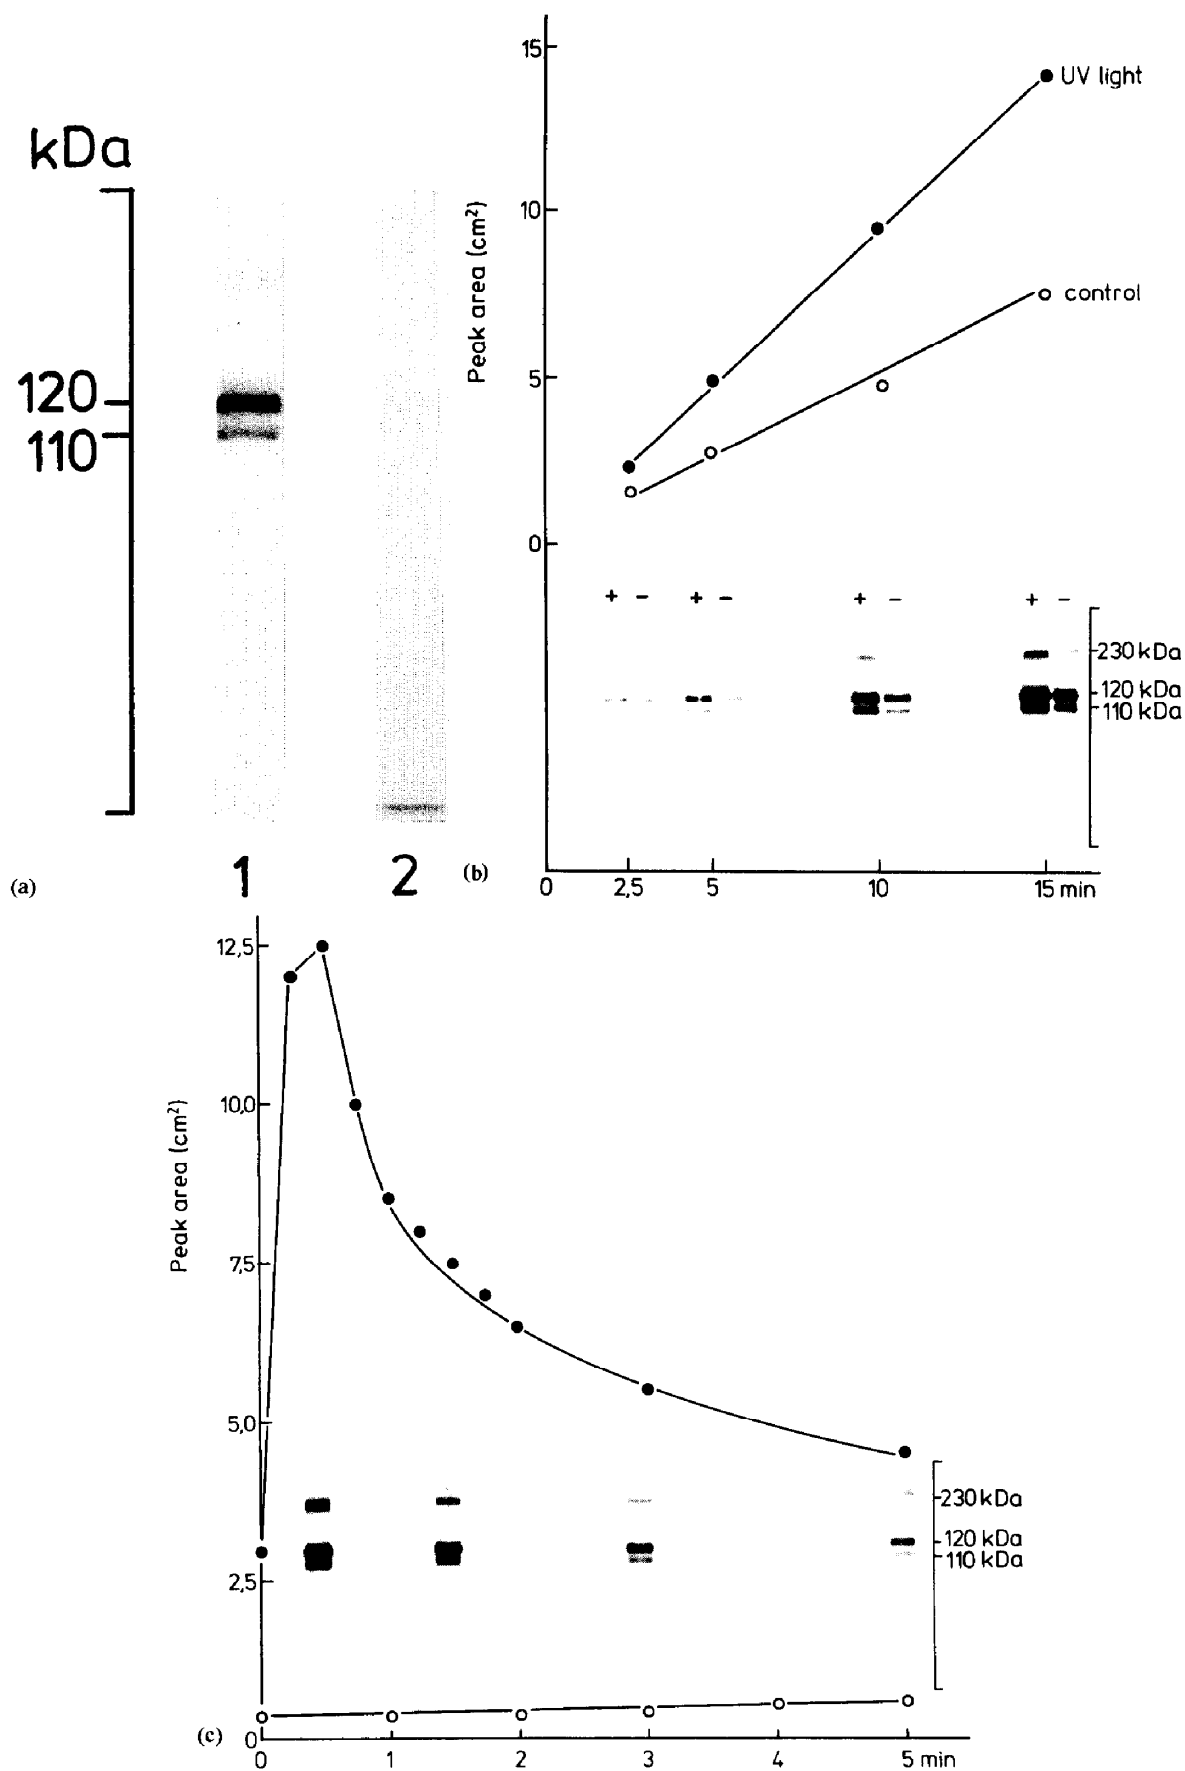 kDa
120
110
1 2
(a)
15
10
5
0
Peak area (cm²)
UV light
control
+ − + − + − + −
230 kDa
120 kDa
110 kDa
0 2,5 5 10 15 min
(b)
12,5
10,0
7,5
5,0
2,5
0
Peak area (cm²)
230 kDa
120 kDa
110 kDa
(c)
0 1 2 3 4 5 min